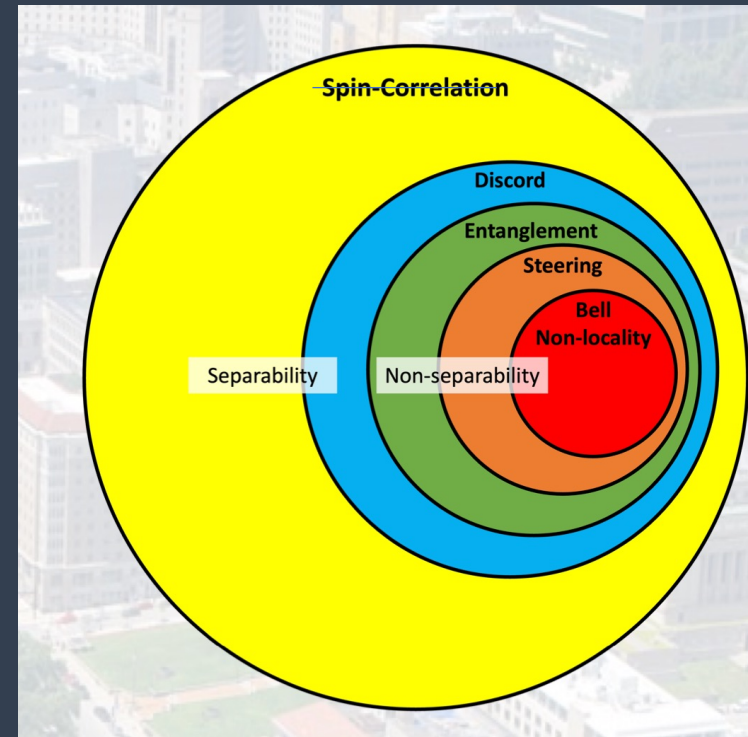 Spin-Correlation
Discord
Entanglement
Steering
Bell
Non-locality
Separability
Non-separability